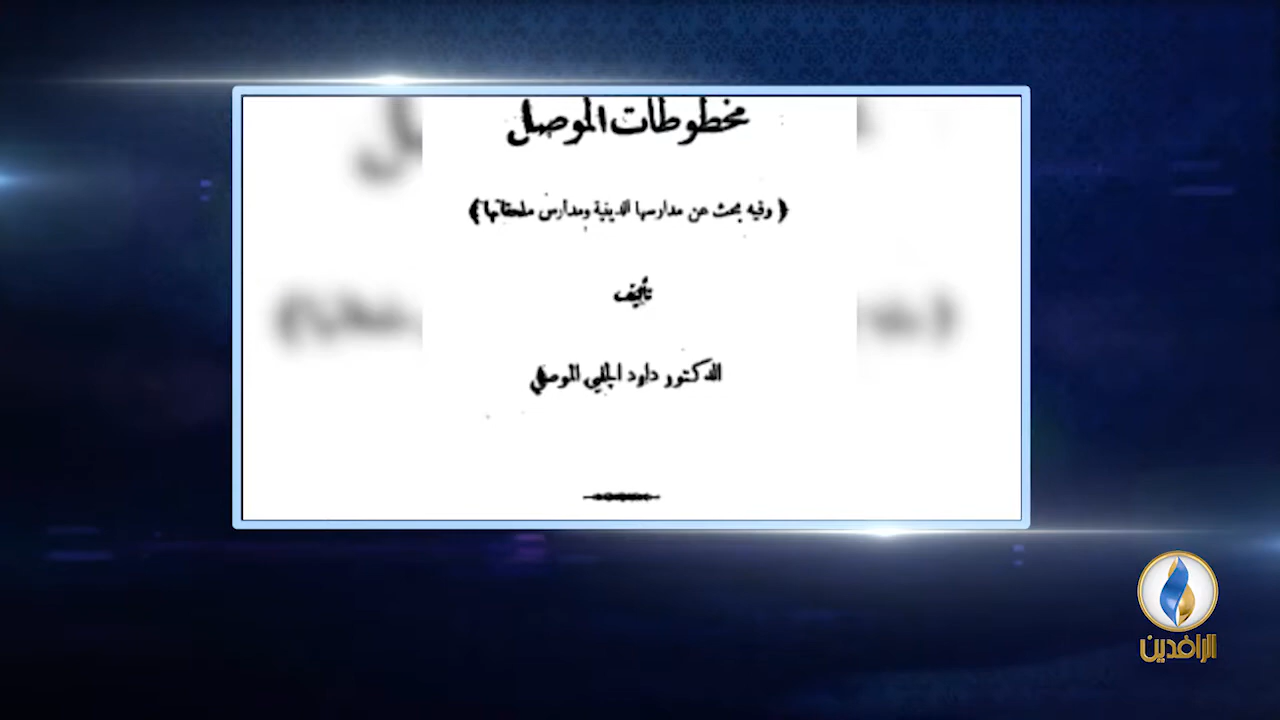 مخطوطات الموصل
( وفيه بحث عن مدارسها الدينية ومدارس ملحقاتها )
تأليف
الدكتور داود الجلبي الموصلي
الرافدين